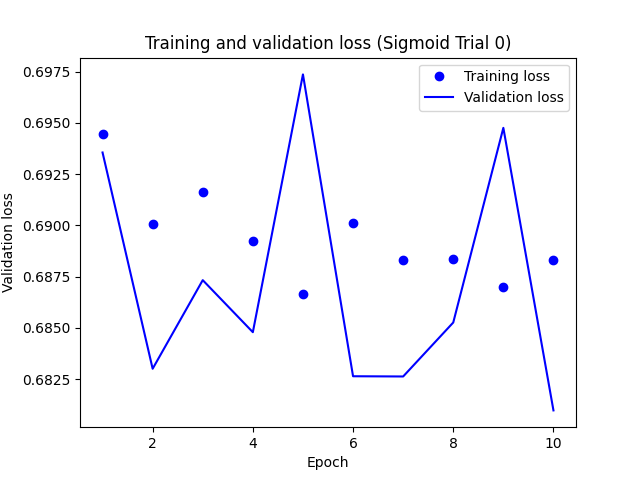 Training and validation loss (Sigmoid Trial 0)
Training loss
Validation loss
0.6975
0.6950
0.6925
0.6900
0.6875
0.6850
0.6825
Validation loss
2 4 6 8 10
Epoch